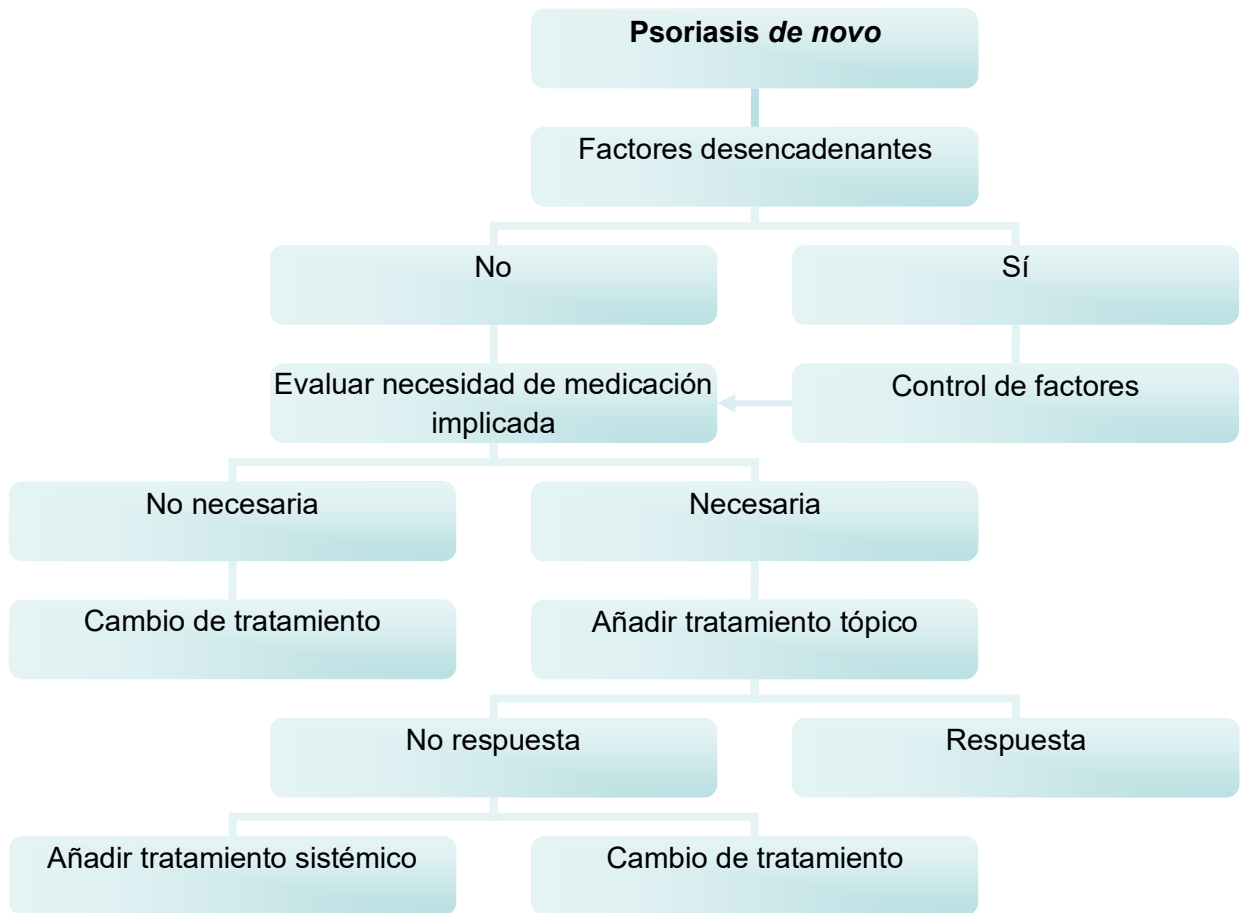 Psoriasis de novo
Factores desencadenantes
No
Sí
Evaluar necesidad de medicación
implicada
Control de factores
No necesaria
Necesaria
Cambio de tratamiento
Añadir tratamiento tópico
No respuesta
Respuesta
Añadir tratamiento sistémico
Cambio de tratamiento